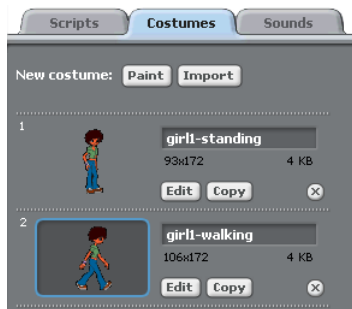 Scripts Costumes Sounds
New costume: Paint Import
1
girl1-standing
93x172 4 KB
Edit Copy
2
girl1-walking
106x172 4 KB
Edit Copy